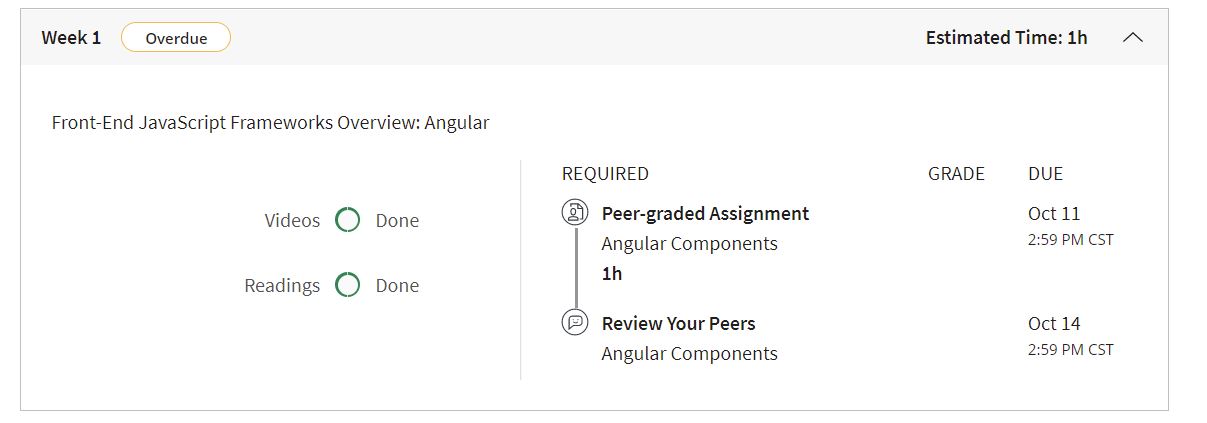 Week 1 Overdue Estimated Time: 1h
Front-End JavaScript Frameworks Overview: Angular
Videos Done
Readings Done
REQUIRED GRADE DUE
Peer-graded Assignment Oct 11
Angular Components 2:59 PM CST
1h
Review Your Peers Oct 14
Angular Components 2:59 PM CST